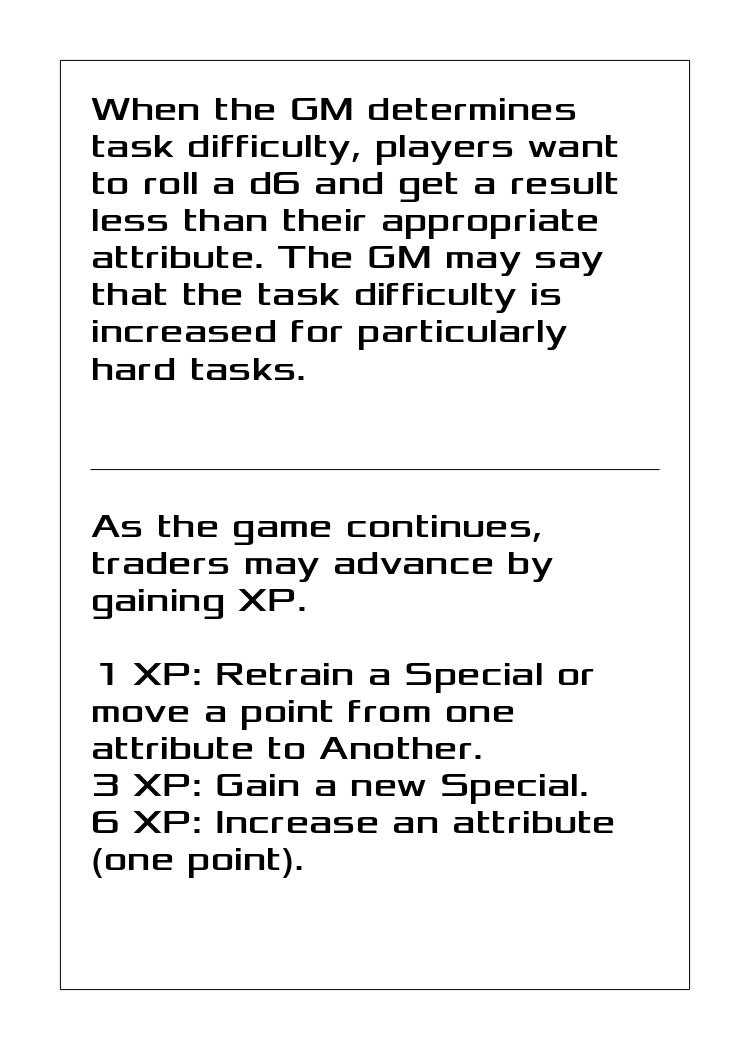 When the GM determines
task difficulty, players want
to roll a d6 and get a result
less than their appropriate
attribute. The GM may say
that the task difficulty is
increased for particularly
hard tasks.
As the game continues,
traders may advance by
gaining XP.
1 XP: Retrain a Special or
move a point from one
attribute to Another.
3 XP: Gain a new Special.
6 XP: Increase an attribute
(one point).